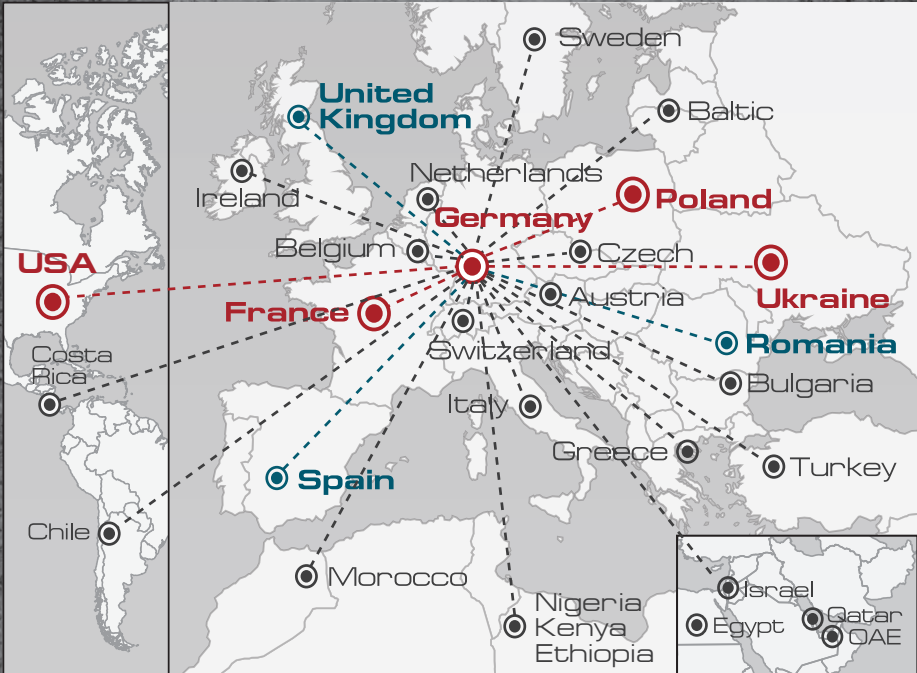 Sweden
United
Kingdom
Baltic
Netherlands
Ireland
Poland
Germany
Belgium
Czech
USA
Austria
Ukraine
France
Romania
Switzerland
Costa
Rica
Bulgaria
Italy
Greece
Turkey
Spain
Chile
Morocco
Israel
Nigeria
Kenya
Ethiopia
Egypt
Qatar
OAE